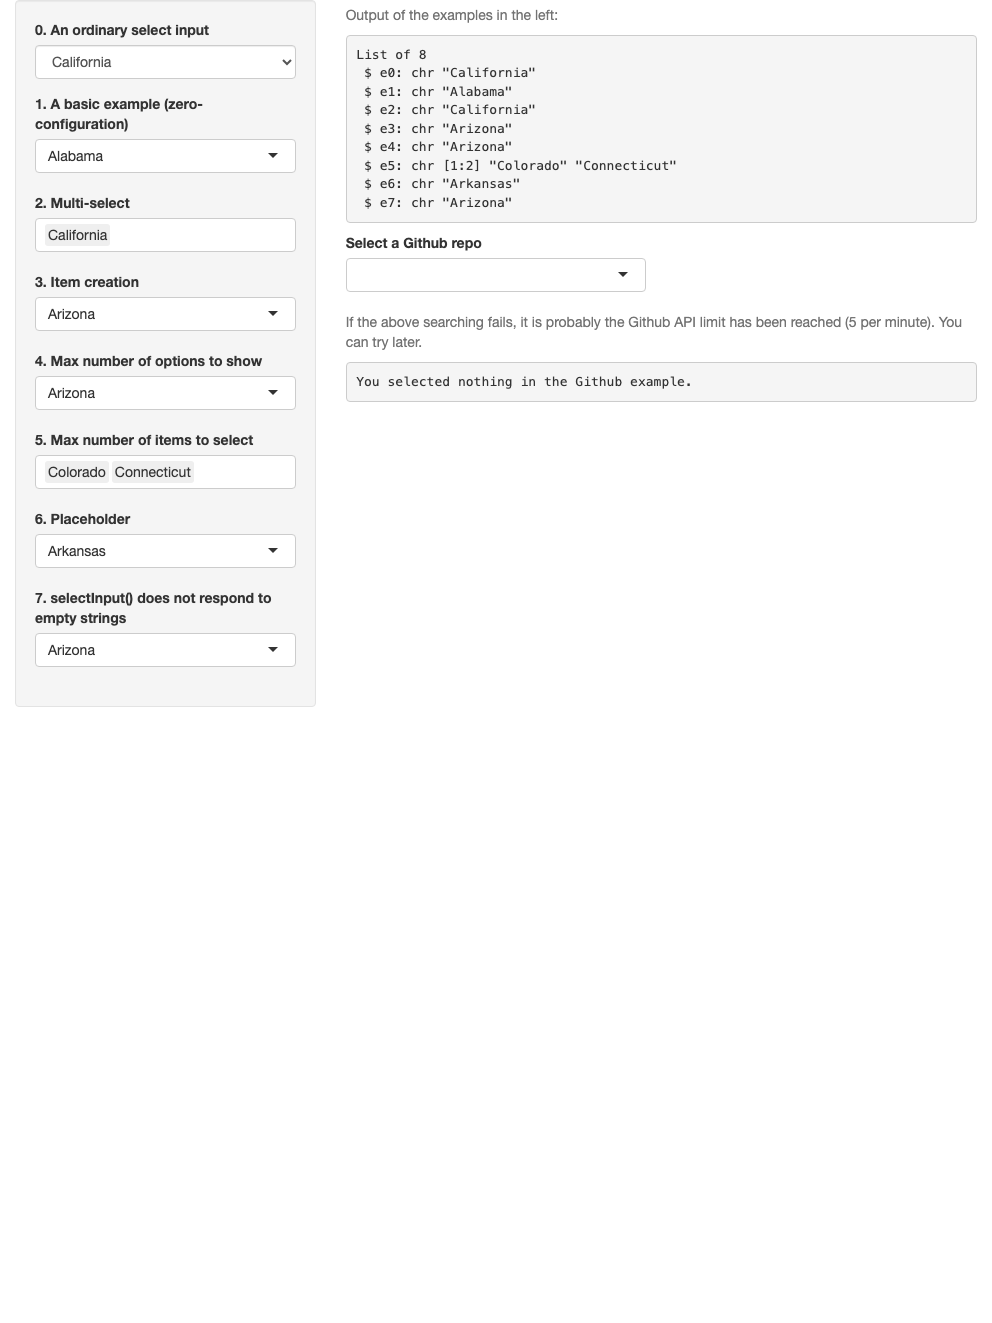 0. An ordinary select input
California
1. A basic example (zero-
configuration)
Alabama
2. Multi-select
California
3. Item creation
Arizona
4. Max number of options to show
Arizona
5. Max number of items to select
Colorado Connecticut
6. Placeholder
Arkansas
7. selectInput() does not respond to
empty strings
Arizona
Output of the examples in the left:
List of 8
 $ e0: chr "California"
 $ e1: chr "Alabama"
 $ e2: chr "California"
 $ e3: chr "Arizona"
 $ e4: chr "Arizona"
 $ e5: chr [1:2] "Colorado" "Connecticut"
 $ e6: chr "Arkansas"
 $ e7: chr "Arizona"
Select a Github repo
If the above searching fails, it is probably the Github API limit has been reached (5 per minute). You
can try later.
You selected nothing in the Github example.